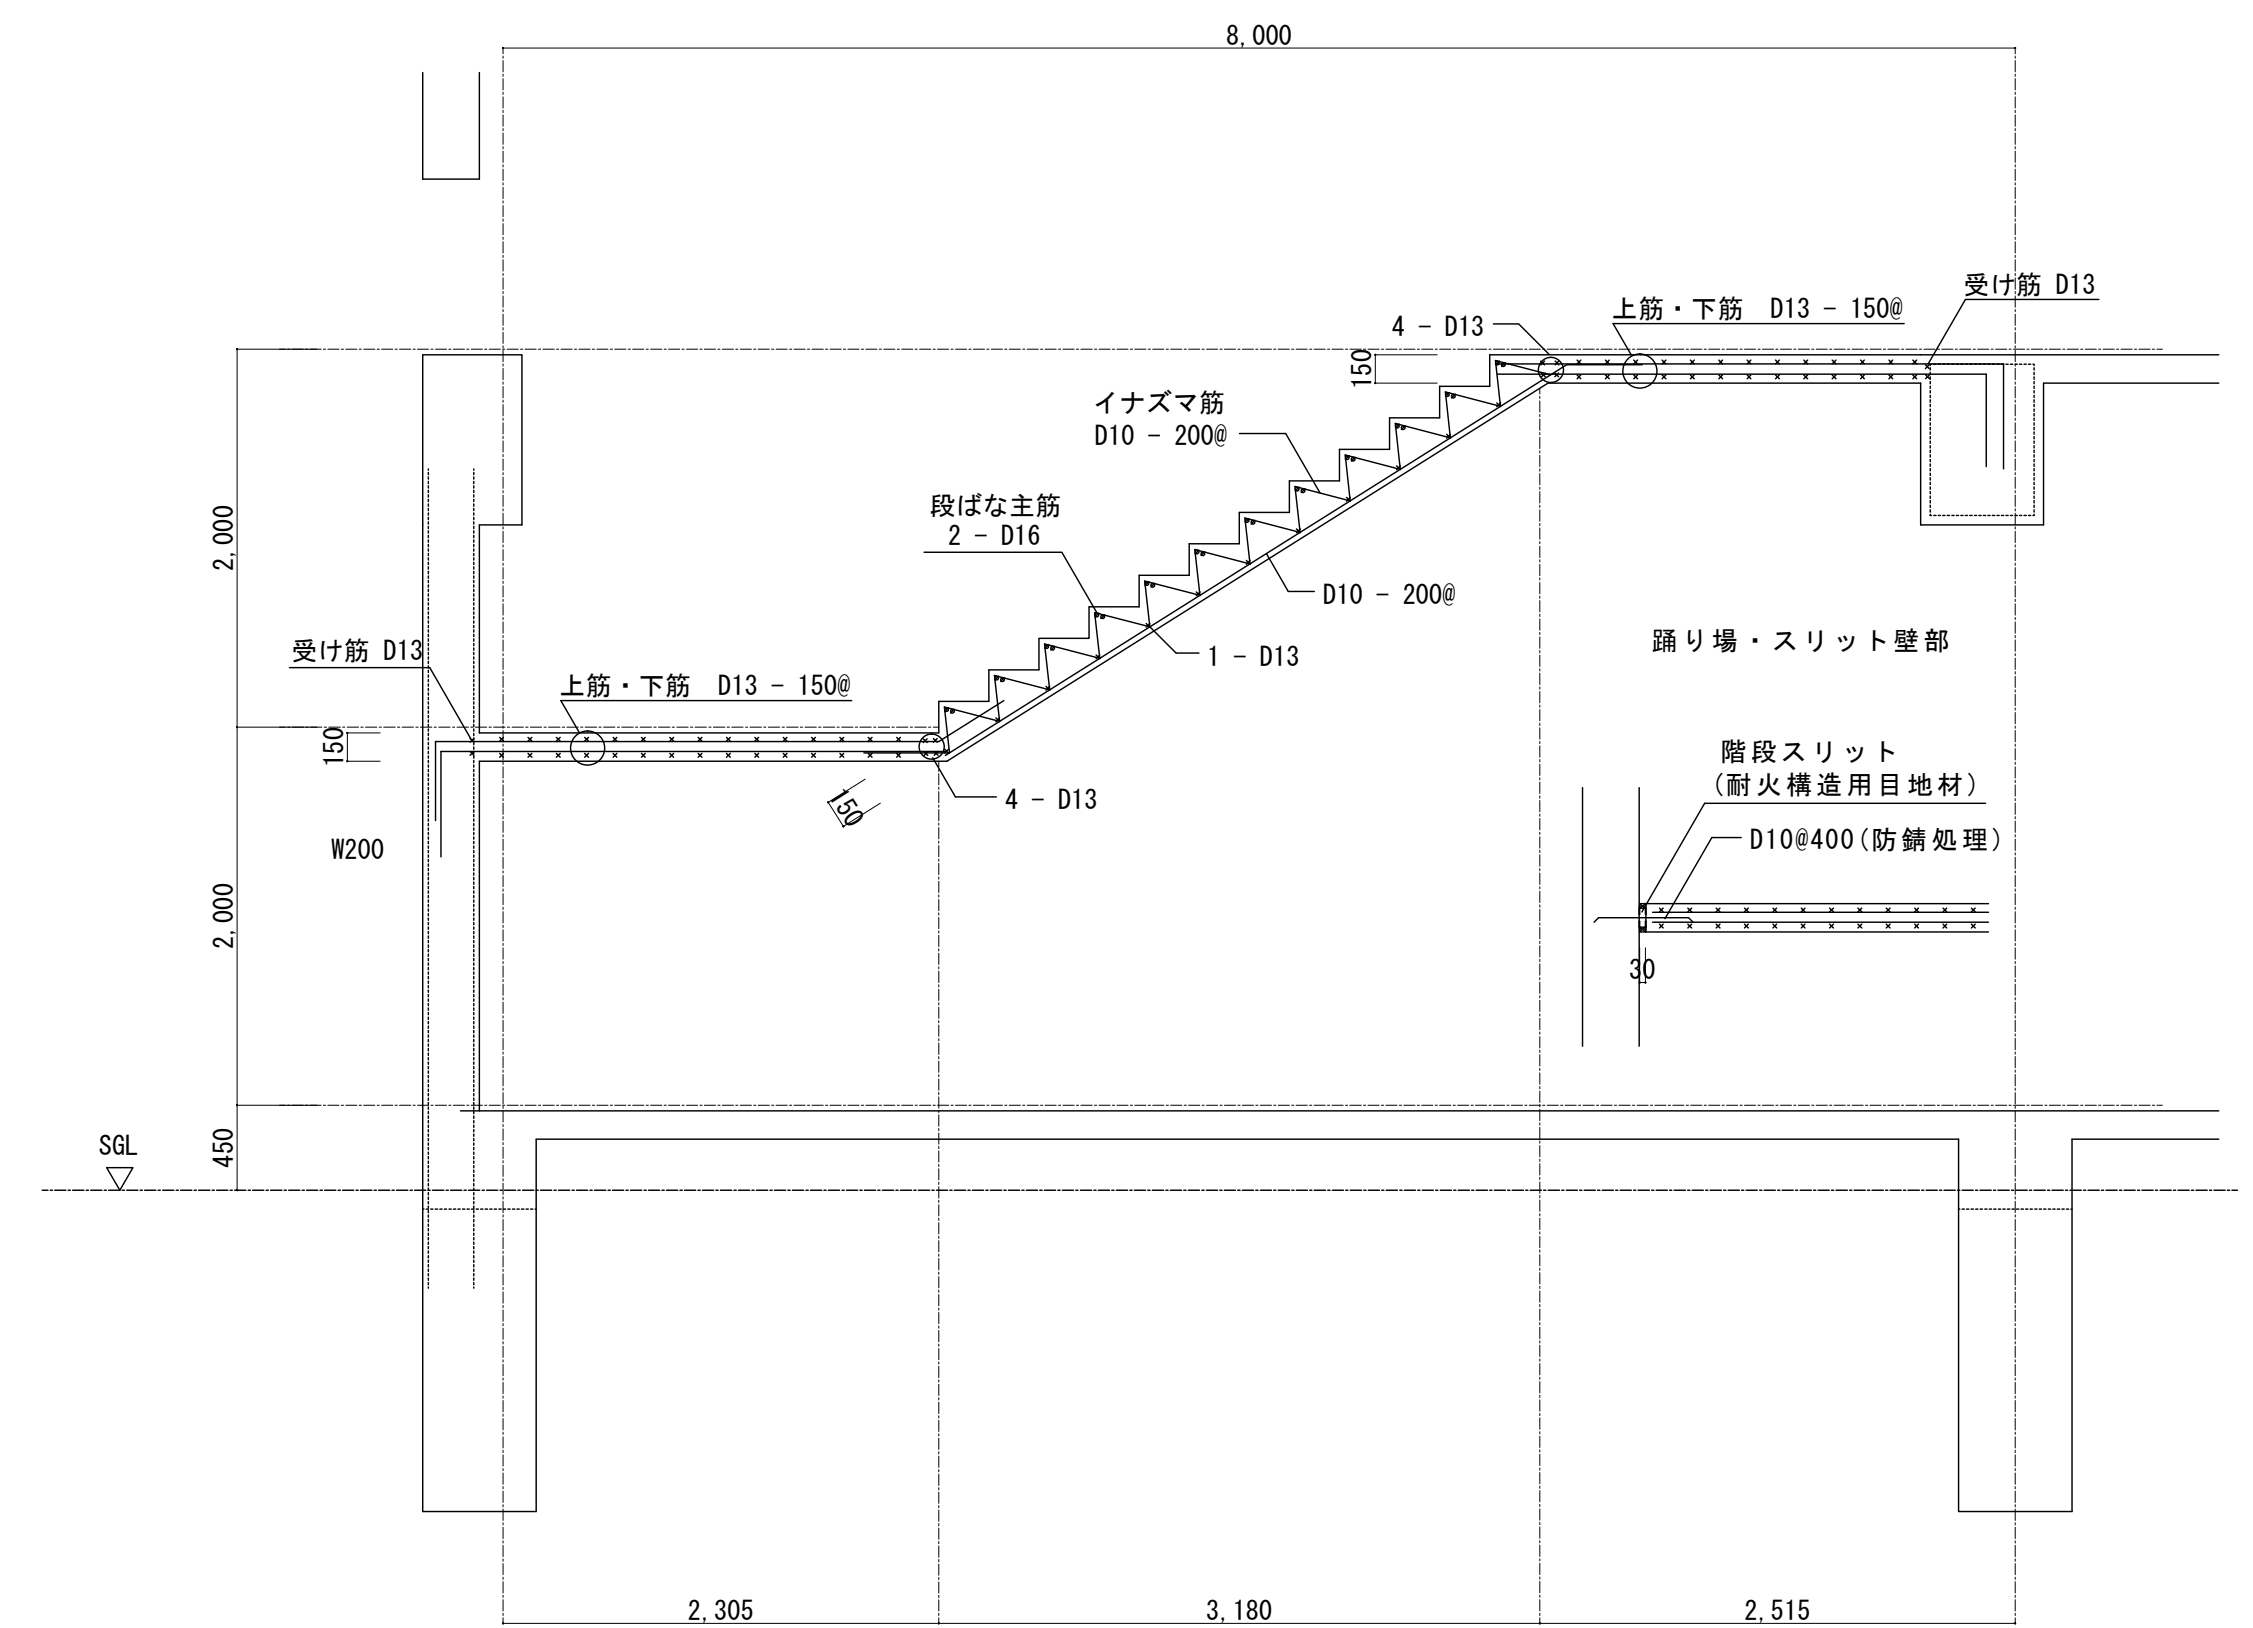 8,000
受け筋 D13
上筋・下筋 D13 - 150@
4 - D13
150
イナズマ筋
D10 - 200@
段ばな主筋
2 - D16
2,000
D10 - 200@
踊り場・スリット壁部
受け筋 D13
1 - D13
上筋・下筋 D13 - 150@
150
階段スリット
(耐火構造用目地材)
4 - D13
150
D10@400(防錆処理)
W200
2,000
30
SGL
450
2,305
3,180
2,515